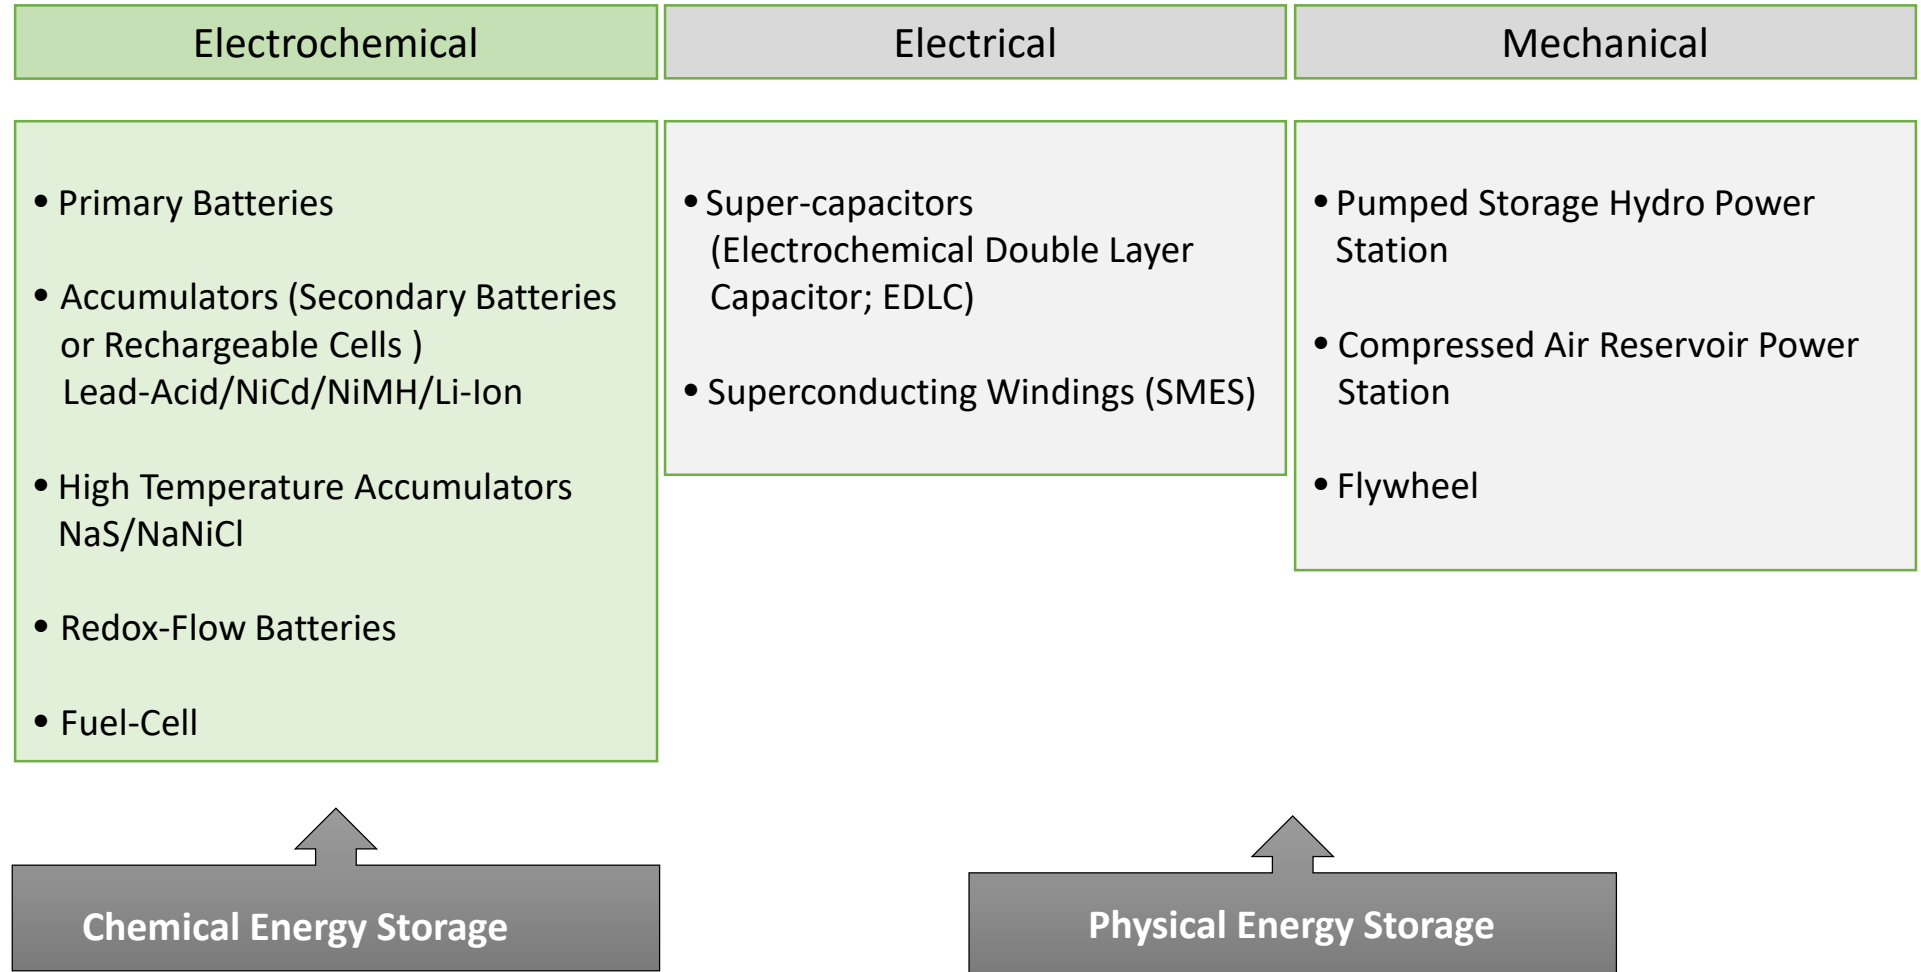 Electrochemical
Electrical
Mechanical
• Primary Batteries
• Accumulators (Secondary Batteries
or Rechargeable Cells )
Lead-Acid/NiCd/NiMH/Li-Ion
• High Temperature Accumulators
NaS/NaNiCl
• Redox-Flow Batteries
• Fuel-Cell
• Super-capacitors
(Electrochemical Double Layer
Capacitor; EDLC)
• Superconducting Windings (SMES)
• Pumped Storage Hydro Power
Station
• Compressed Air Reservoir Power
Station
• Flywheel
Chemical Energy Storage
Physical Energy Storage